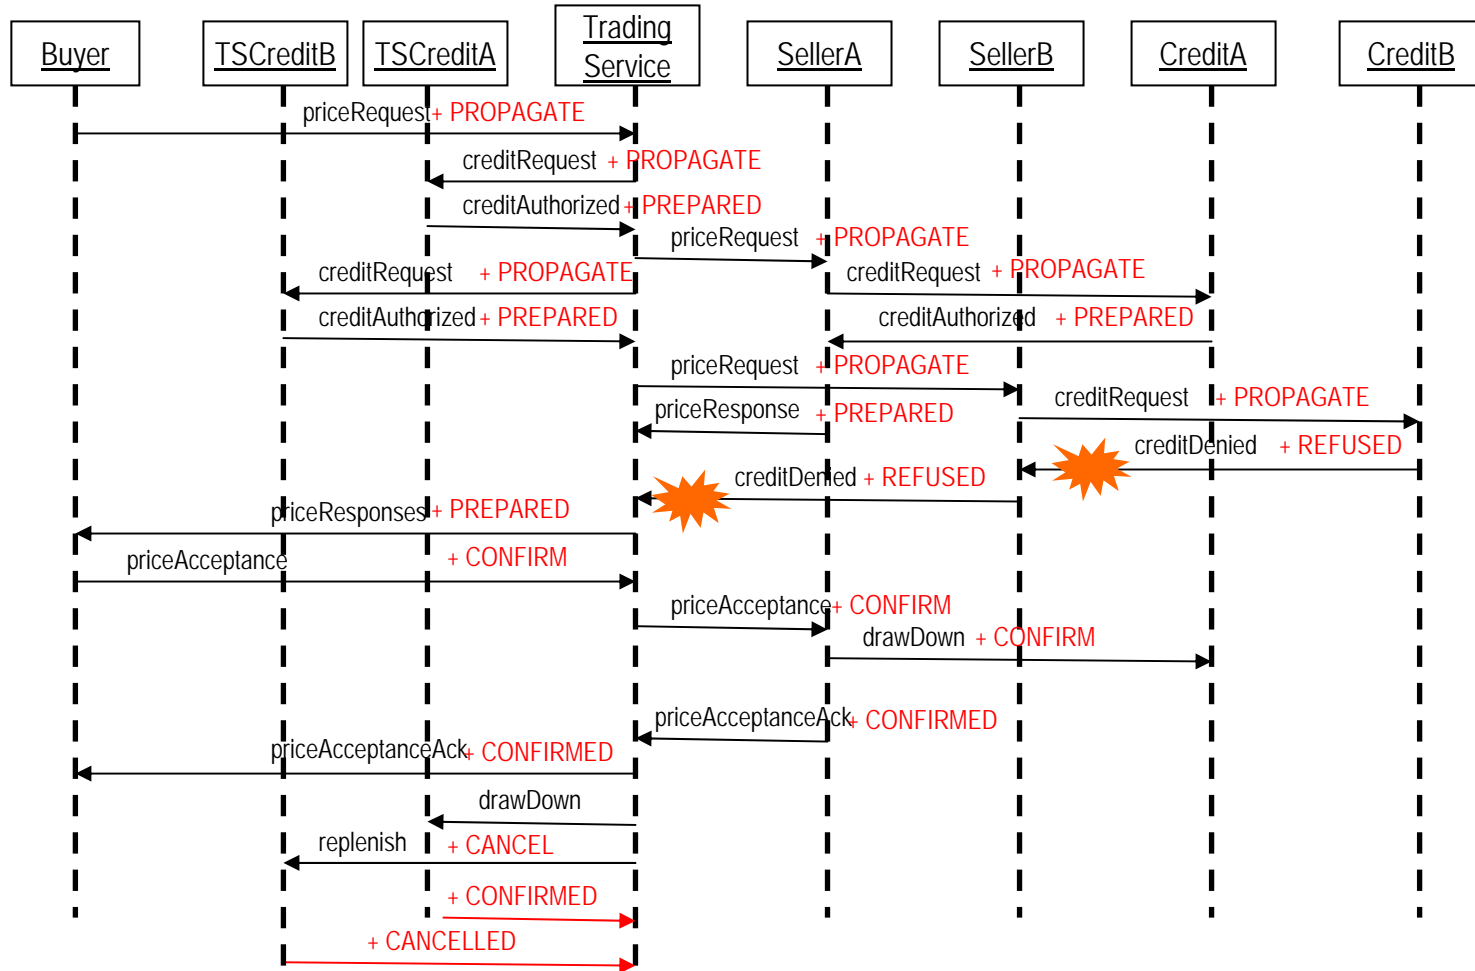 Buyer
TSCreditB
TSCreditA
Trading
Service
SellerA
SellerB
CreditA
CreditB
priceRequest + PROPAGATE
creditRequest + PROPAGATE
creditAuthorized + PREPARED
priceRequest + PROPAGATE
creditRequest + PROPAGATE
creditRequest + PROPAGATE
creditAuthorized + PREPARED
creditAuthorized + PREPARED
priceRequest + PROPAGATE
creditRequest + PROPAGATE
priceResponse + PREPARED
creditDenied + REFUSED
creditDenied + REFUSED
priceResponses + PREPARED
priceAcceptance + CONFIRM
priceAcceptance + CONFIRM
drawDown + CONFIRM
priceAcceptanceAck + CONFIRMED
priceAcceptanceAck + CONFIRMED
drawDown
replenish + CANCEL
+ CONFIRMED
+ CANCELLED